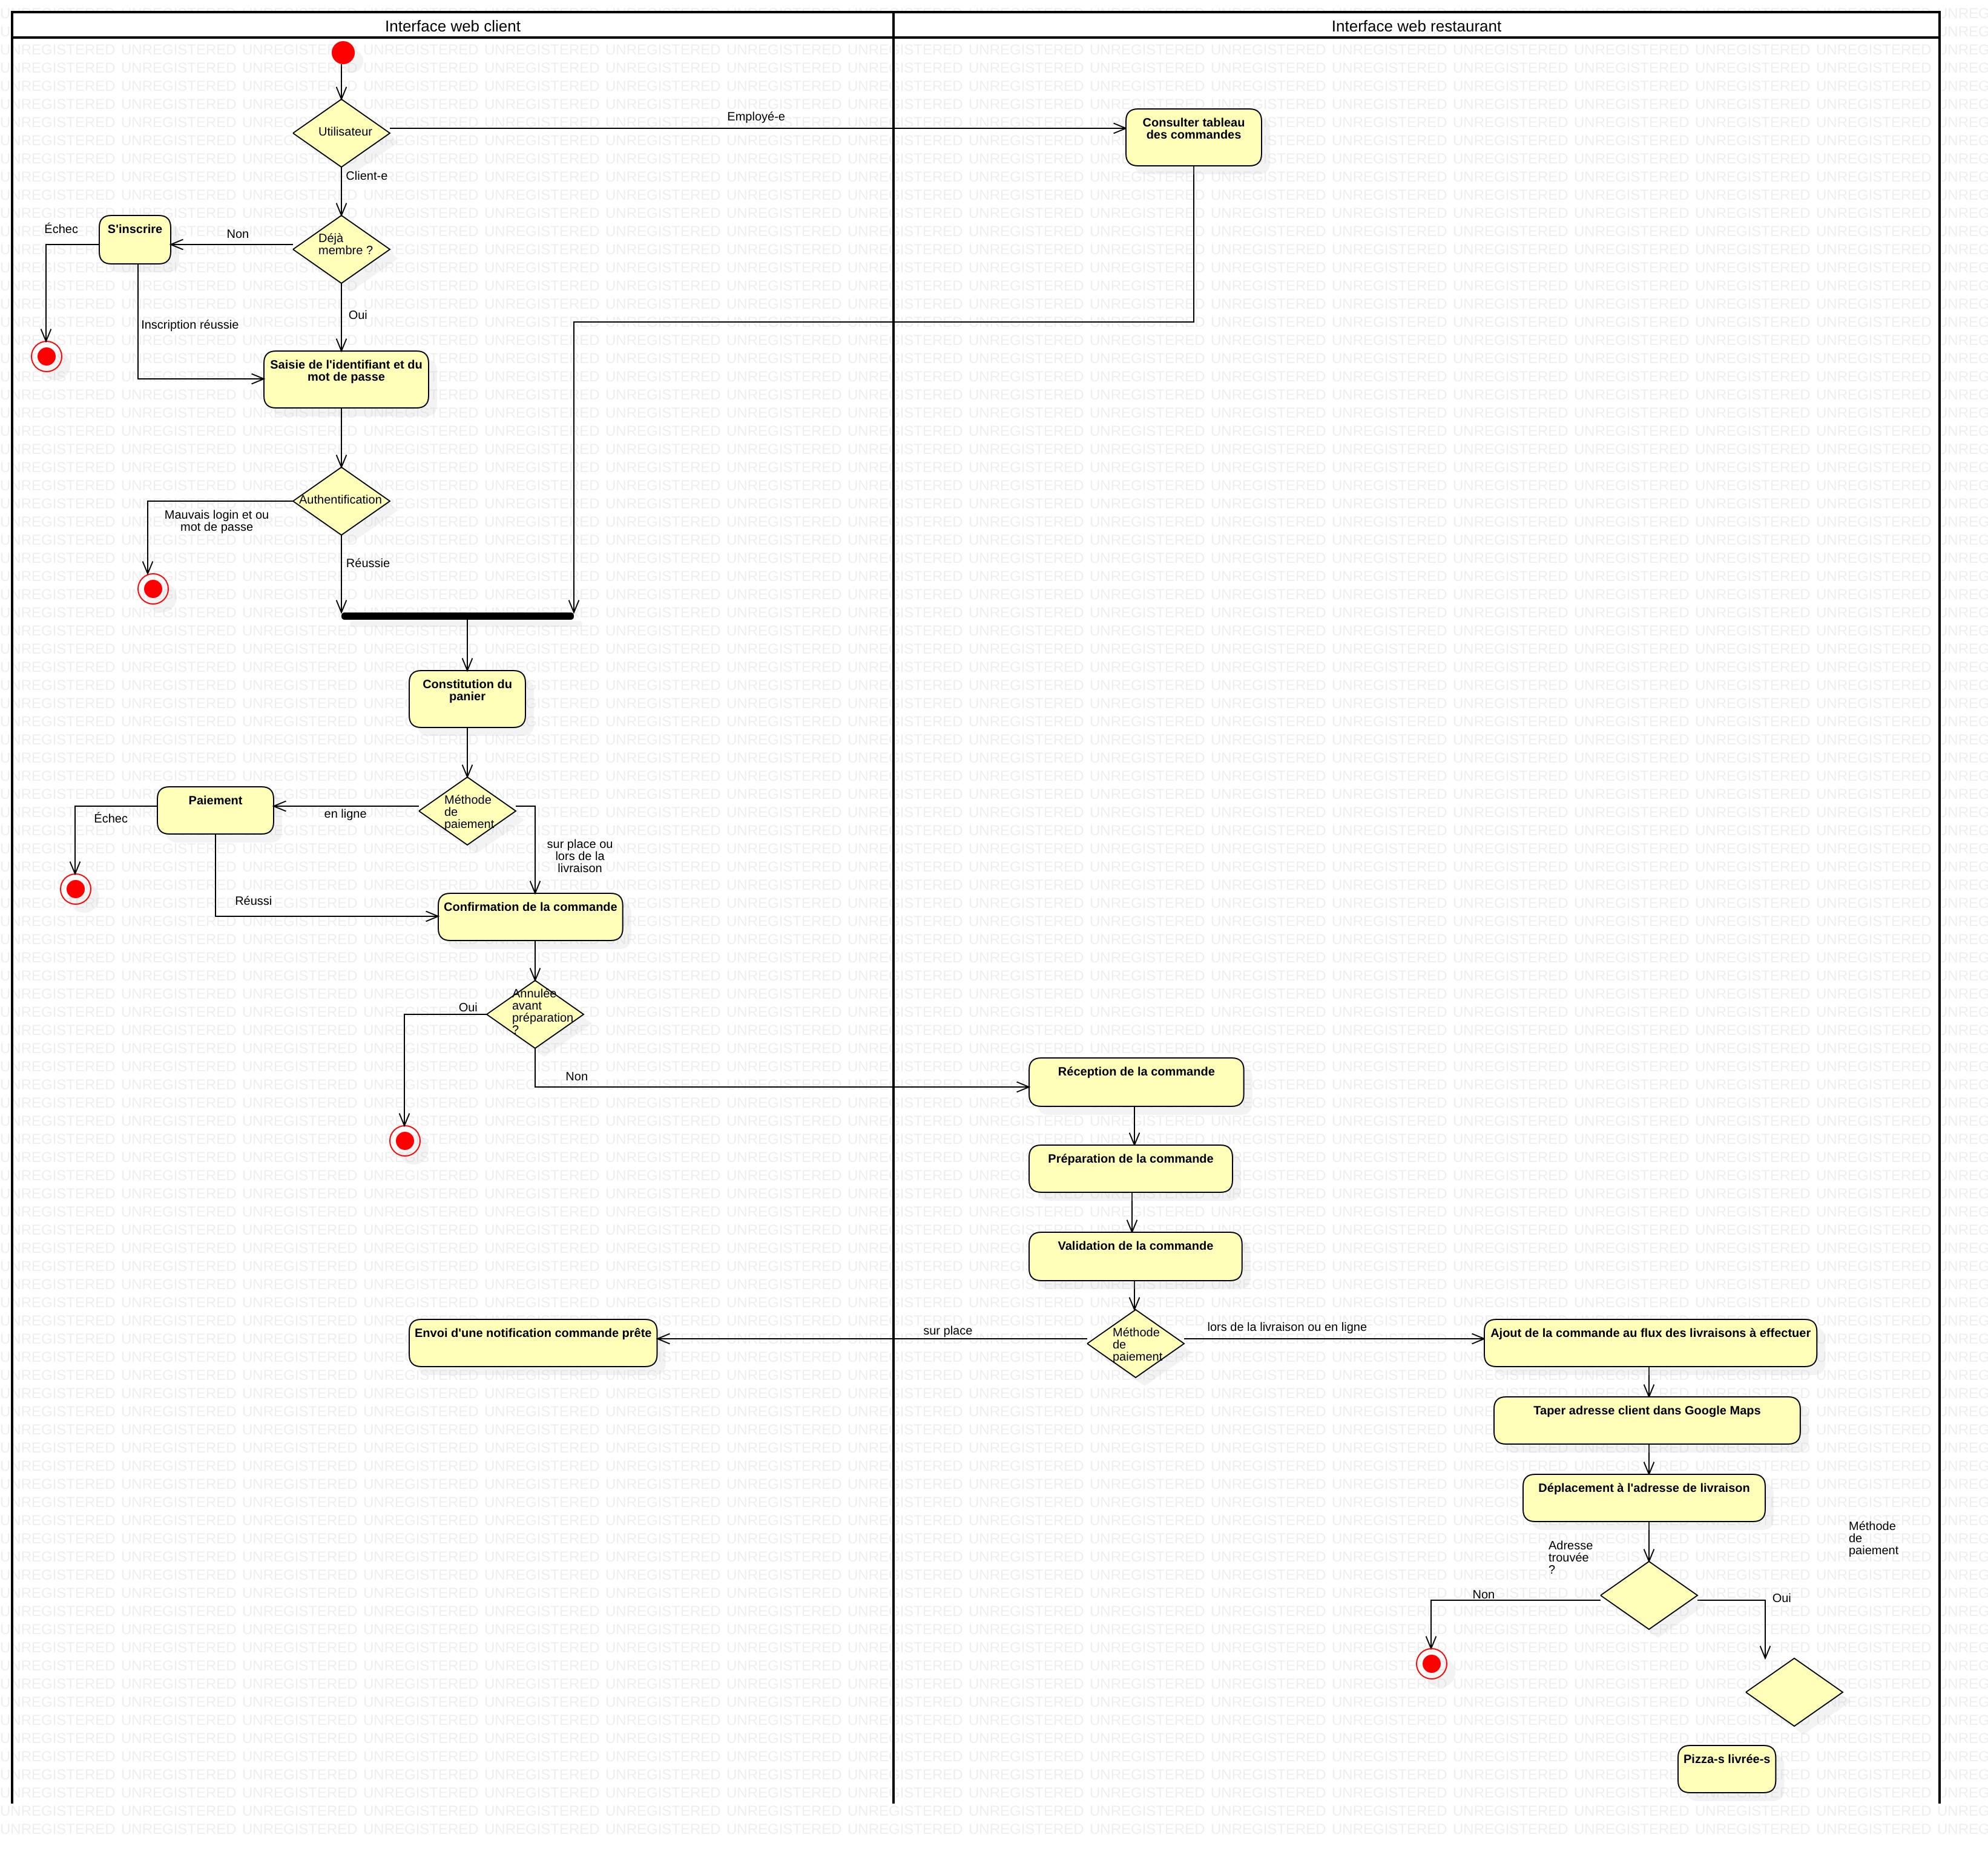 Interface web client
Interface web restaurant
Utilisateur
Employé-e
Consulter tableau
des commandes
Client-e
S'inscrire
Échec
Non
Déjà
membre ?
Inscription réussie
Oui
Saisie de l'identifiant et du
mot de passe
Authentification
Mauvais login et ou
mot de passe
Réussie
Constitution du
panier
Paiement
Échec
en ligne
Méthode
de
paiement
sur place ou
lors de la
livraison
Réussi
Confirmation de la commande
Annulée
avant
préparation
?
Oui
Non
Réception de la commande
Préparation de la commande
Validation de la commande
Envoi d'une notification commande prête
sur place
Méthode
de
paiement
lors de la livraison ou en ligne
Ajout de la commande au flux des livraisons à effectuer
Taper adresse client dans Google Maps
Déplacement à l'adresse de livraison
Adresse
trouvée
?
Méthode
de
paiement
Non
Oui
Pizza-s livrée-s
UNREGISTERED